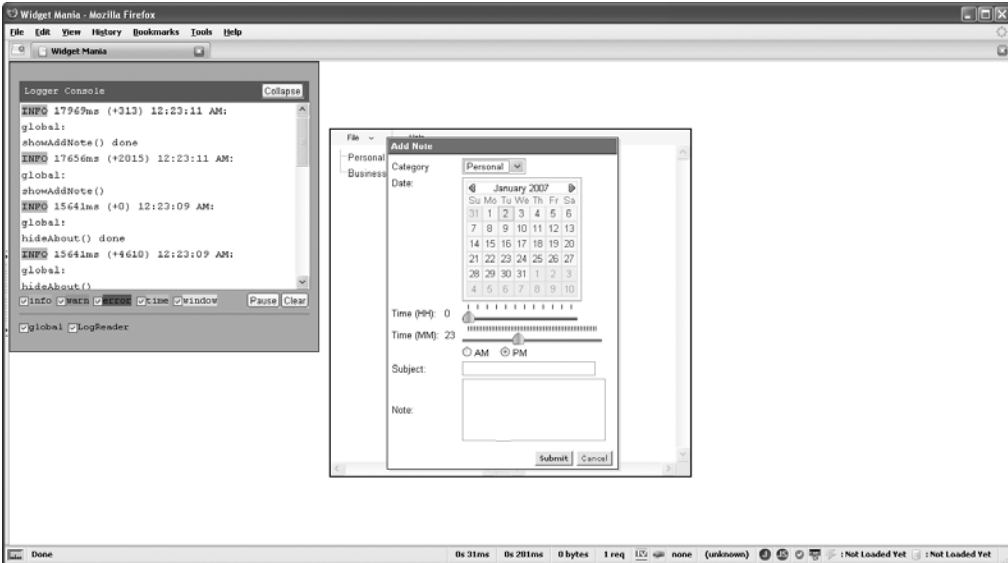 Widget Mania - Mozilla Firefox
File Edit View History Bookmarks Tools Help
Widget Mania
Logger Console Collapse
INFO 17969ms (+313) 12:23:11 AM:
global:
showAddNote() done
INFO 17656ms (+2015) 12:23:11 AM:
global:
showAddNote()
INFO 15641ms (+0) 12:23:09 AM:
global:
hideAbout() done
INFO 15641ms (+4610) 12:23:09 AM:
global:
hideAbout()
info warn error time window Pause Clear
global LogReader
File Help
Personal
Business
Add Note
Category Personal
Date:
January 2007
Su Mo Tu We Th Fr Sa
31 1 2 3 4 5 6
7 8 9 10 11 12 13
14 15 16 17 18 19 20
21 22 23 24 25 26 27
28 29 30 31 1 2 3
4 5 6 7 8 9 10
Time (HH): 0
Time (MM): 23
AM PM
Subject:
Note:
Submit Cancel
Done 0s 31ms 0s 201ms 0 bytes 1 req none (unknown) : Not Loaded Yet : Not Loaded Yet